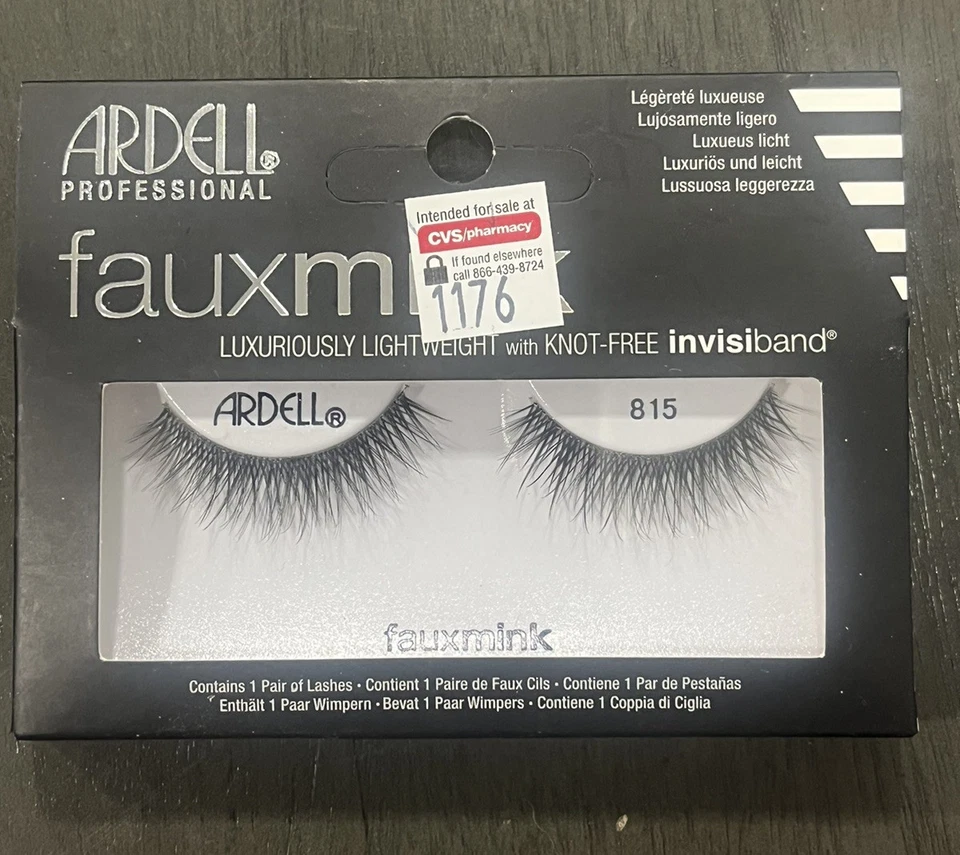 ARDELL®
PROFESSIONAL
Légèreté luxueuse
Lujosamente ligero
Luxueus licht
Luxuriös und leicht
Lussuosa leggerezza
Intended for sale at
CVS/pharmacy
If found elsewhere
call 866-439-8724
1176
fauxm k
LUXURIOUSLY LIGHTWEIGHT with KNOT-FREE invisiband®
ARDELL®
815
fauxmink
Contains 1 Pair of Lashes • Contient 1 Paire de Faux Cils • Contiene 1 Par de Pestañas
Enthält 1 Paar Wimpern • Bevat 1 Paar Wimpers • Contiene 1 Coppia di Ciglia